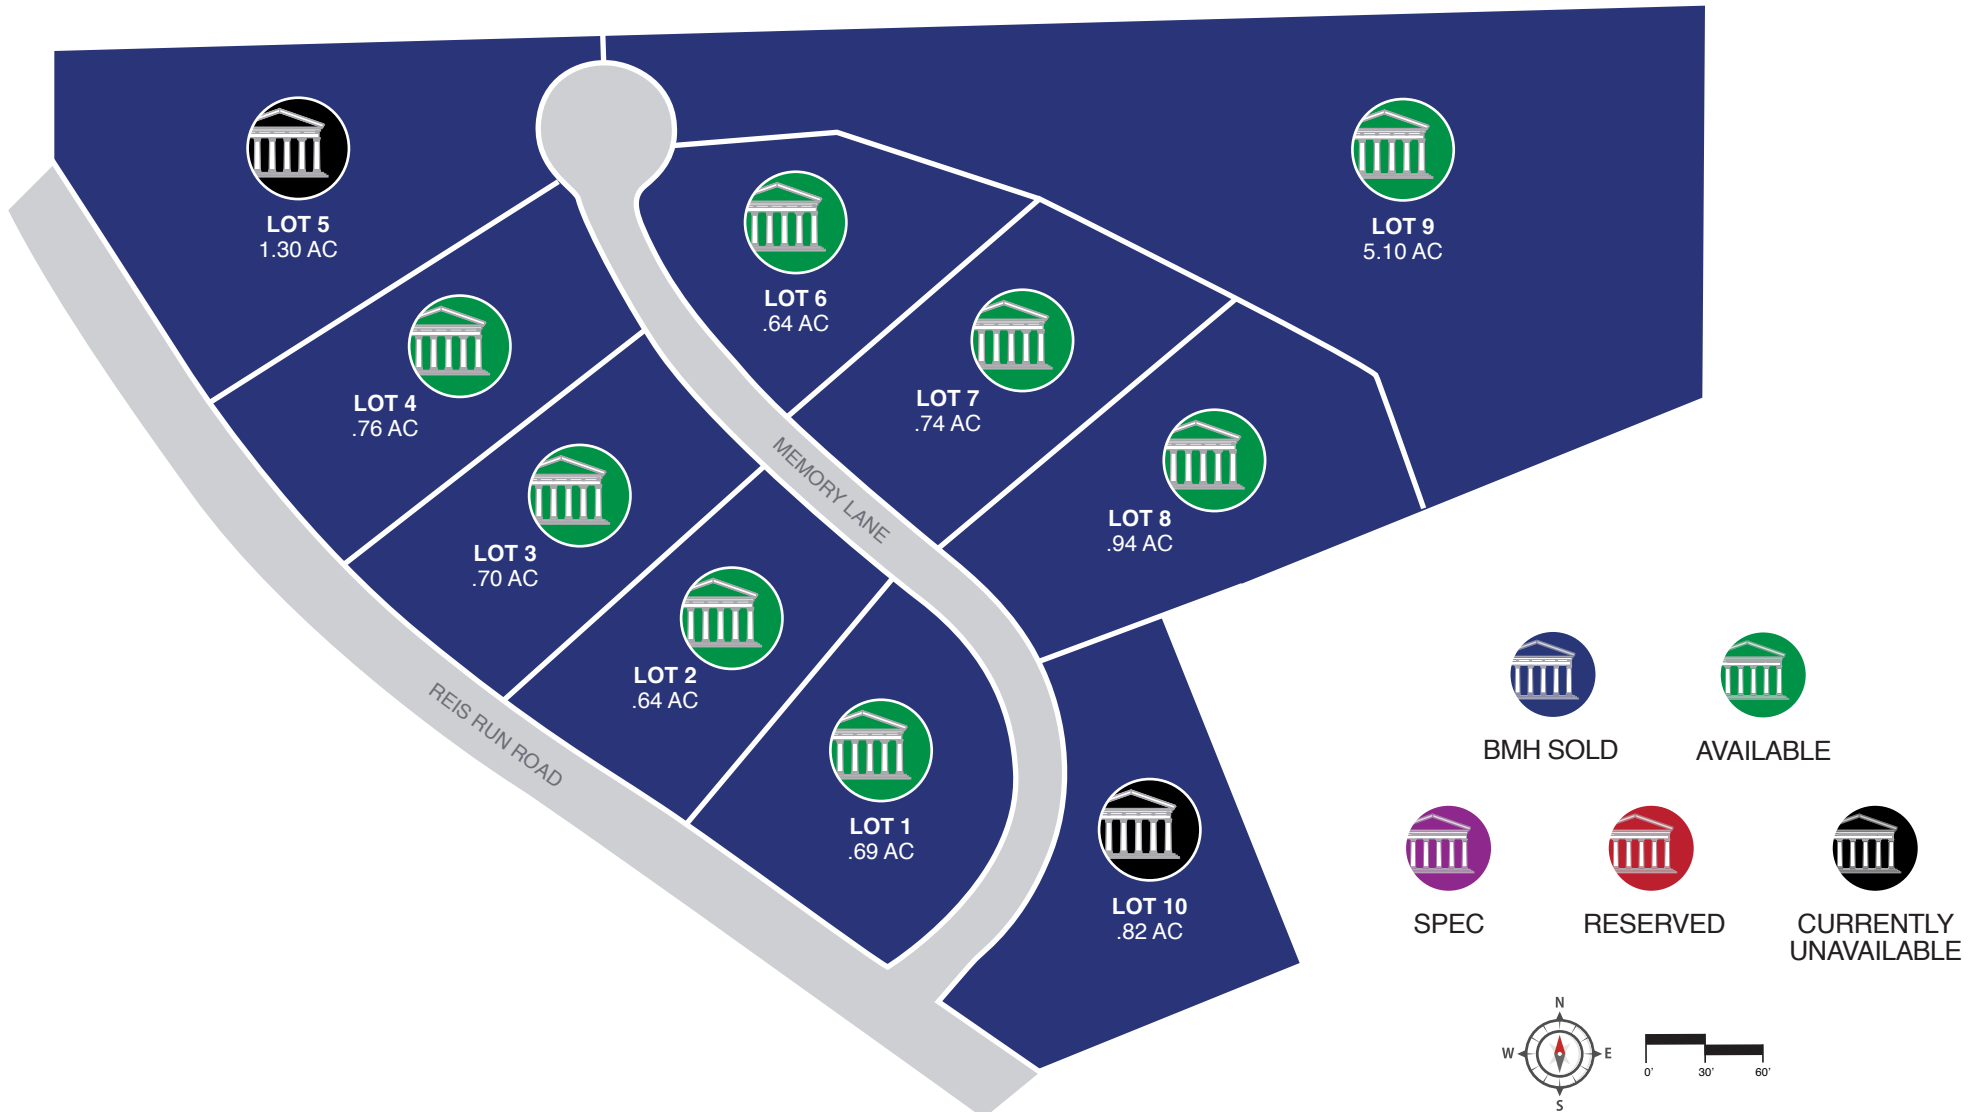 LOT 5
1.30 AC
LOT 9
5.10 AC
LOT 6
.64 AC
LOT 4
.76 AC
LOT 7
.74 AC
MEMORY LANE
LOT 3
.70 AC
LOT 8
.94 AC
LOT 2
.64 AC
REIS RUN ROAD
LOT 1
.69 AC
LOT 10
.82 AC
BMH SOLD
AVAILABLE
SPEC
RESERVED
CURRENTLY
UNAVAILABLE
N
W
E
S
0'
30'
60'